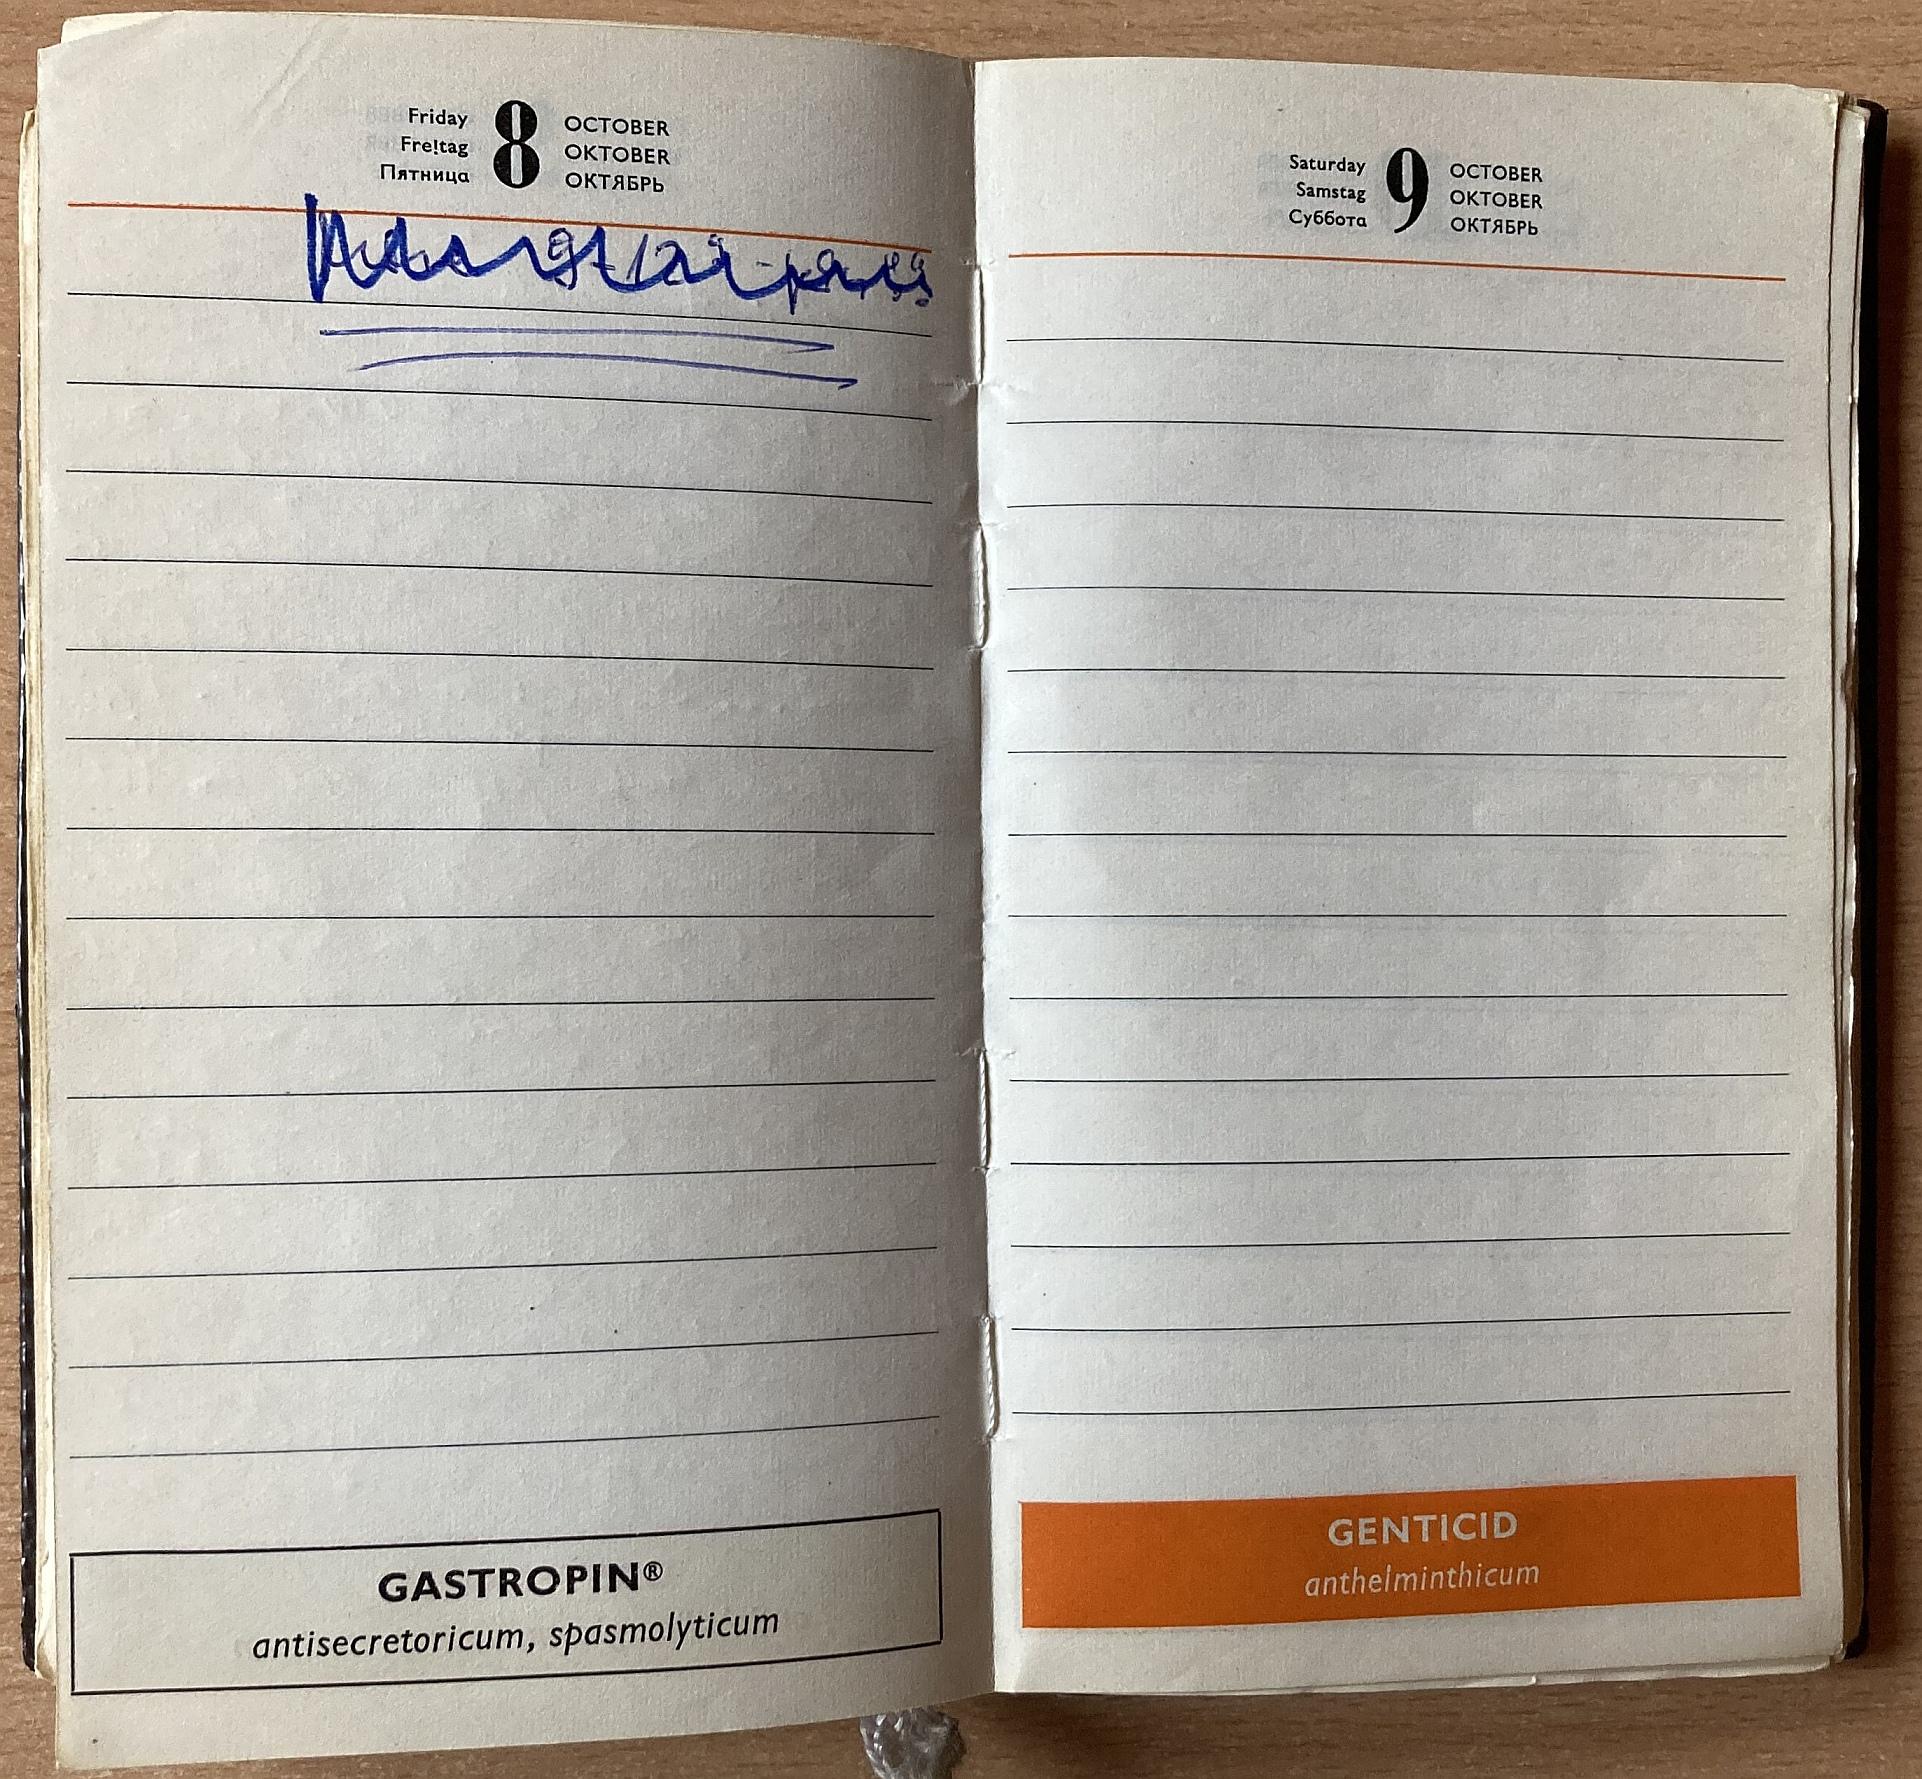 Friday
Freitag
Пятница
8
OCTOBER
OKTOBER
ОКТЯБРЬ
GASTROPIN®
antisecretoricum, spasmolyticum
Saturday
Samstag
Суббота
9
OCTOBER
OKTOBER
ОКТЯБРЬ
GENTICID
anthelminthicum